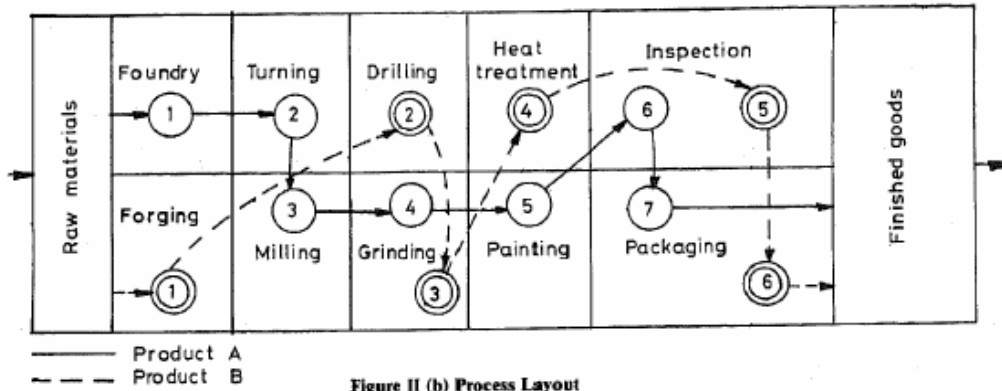 Raw materials
Foundry
Turning
Drilling
Heat
treatment
Inspection
1
2
2
4
6
5
Forging
3
4
5
7
Milling
Grinding
Painting
Packaging
1
3
6
Finished goods
Product A
Product B
Figure II (b) Process Layout